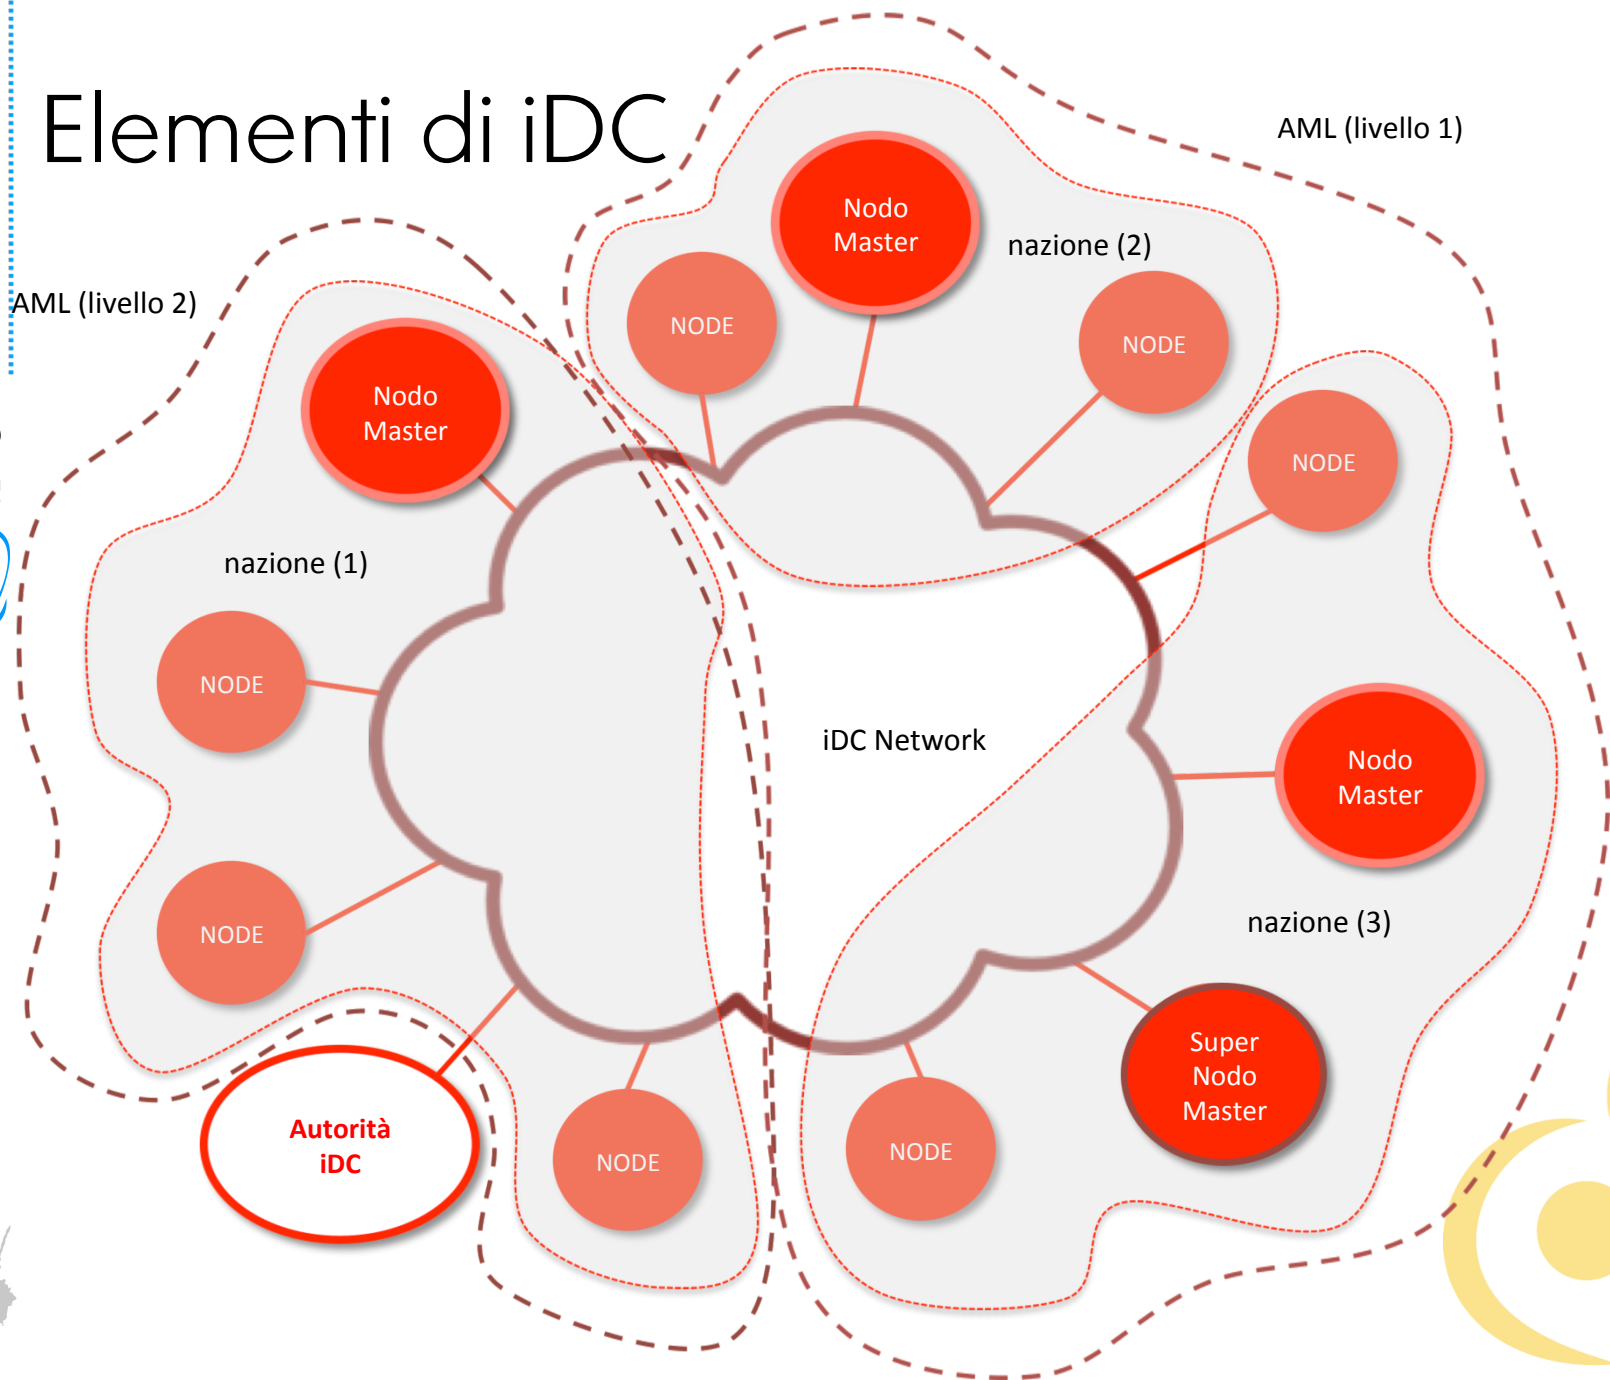 Elementi di iDC
AML (livello 1)
Nodo
Master
nazione (2)
NODE
NODE
AML (livello 2)
Nodo
Master
NODE
nazione (1)
NODE
iDC Network
Nodo
Master
NODE
nazione (3)
Super
Nodo
Master
Autorità
iDC
NODE
NODE